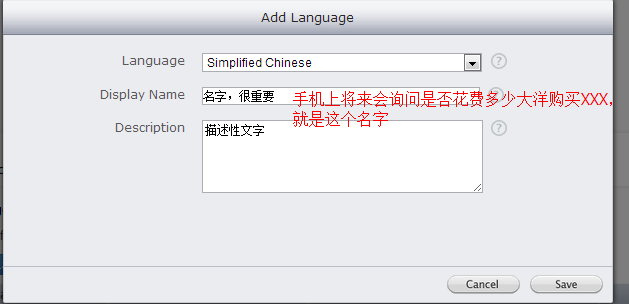 Add Language
Language
Simplified Chinese
Display Name
名字，很重要
手机上将来会询问是否花费多少大洋购买XXX，
就是这个名字
Description
描述性文字
Cancel
Save